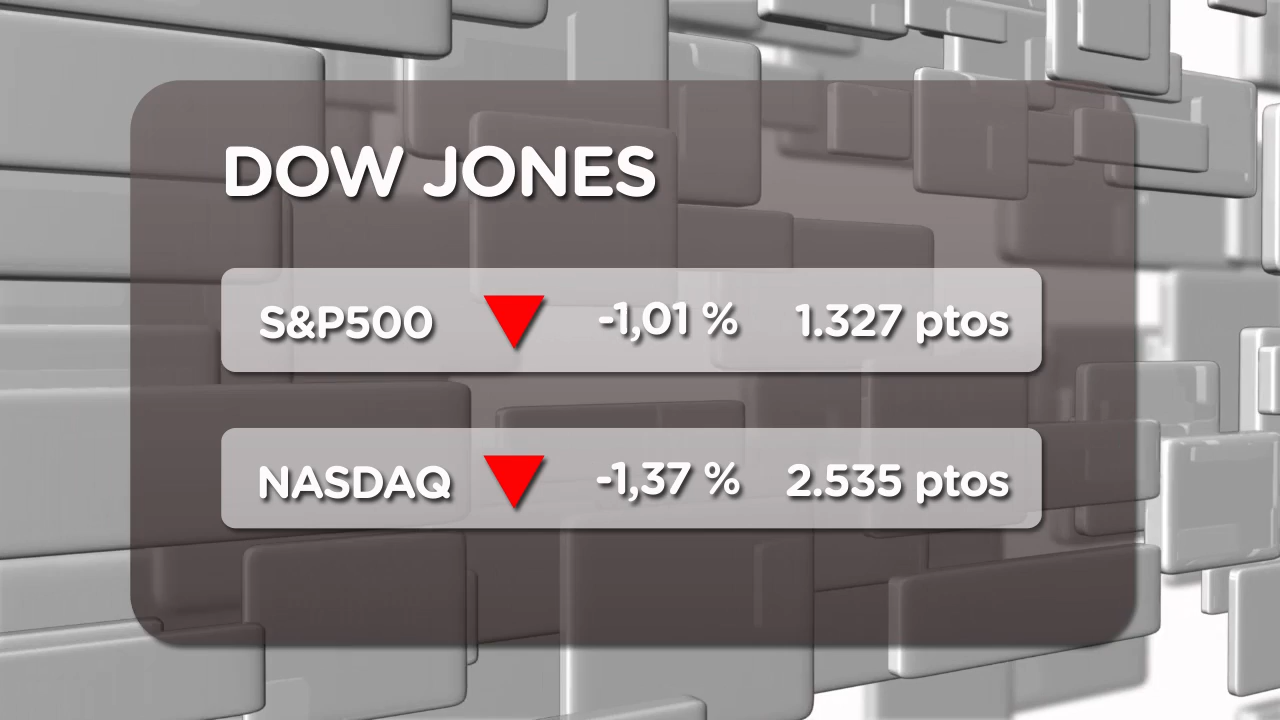 DOW JONES
S&P500 -1,01 % 1.327 ptos
NASDAQ -1,37 % 2.535 ptos